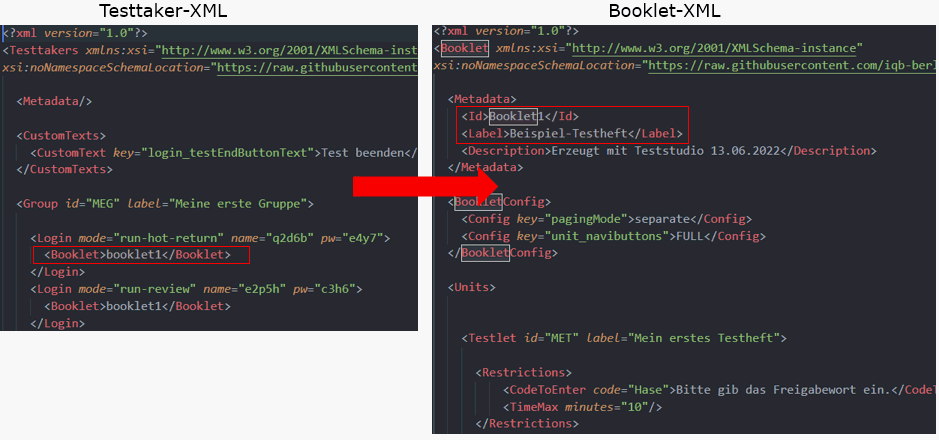 Testtaker-XML
<?xml version="1.0"?>
<Testtakers xmlns:xsi="http://www.w3.org/2001/XMLSchema-inst
xsi:noNamespaceSchemaLocation="https://raw.githubusercontent
<Metadata/>
<CustomTexts>
<CustomText key="login_testEndButtonText">Test beenden</
</CustomTexts>
<Group id="MEG" label="Meine erste Gruppe">
<Login mode="run-hot-return" name="q2d6b" pw="e4y7">
<Booklet>booklet1</Booklet>
</Login>
<Login mode="run-review" name="e2p5h" pw="c3h6">
<Booklet>booklet1</Booklet>
</Login>
Booklet-XML
<?xml version="1.0"?>
<Booklet xmlns:xsi="http://www.w3.org/2001/XMLSchema-instance"
xsi:noNamespaceSchemaLocation="https://raw.githubusercontent.com/iqb-berl
<Metadata>
<Id>Booklet1</Id>
<Label>Beispiel-Testheft</Label>
<Description>Erzeugt mit Teststudio 13.06.2022</Description>
</Metadata>
<BookletConfig>
<Config key="pagingMode">separate</Config>
<Config key="unit_navibuttons">FULL</Config>
</BookletConfig>
<Units>
<Testlet id="MET" label="Mein erstes Testheft">
<Restrictions>
<CodeToEnter code="Hase">Bitte gib das Freigabewort ein.</CodeT
<TimeMax minutes="10"/>
</Restrictions>